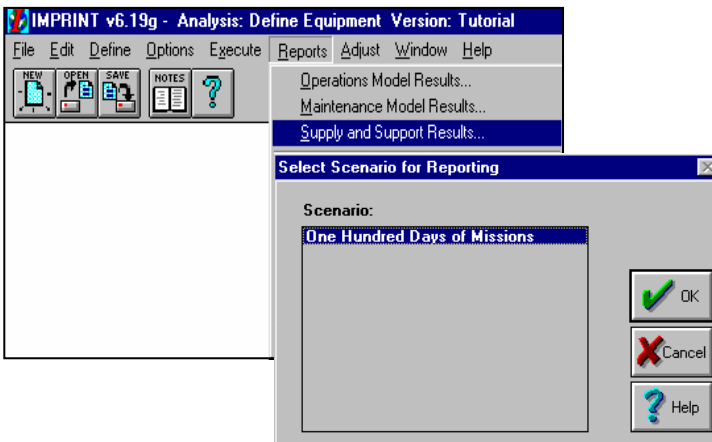 IMPRINT v6.19g - Analysis: Define Equipment Version: Tutorial
File Edit Define Options Execute Reports Adjust Window Help
NEW OPEN SAVE NOTES
Operations Model Results...
Maintenance Model Results...
Supply and Support Results...
Select Scenario for Reporting
Scenario:
One Hundred Days of Missions
OK
Cancel
Help